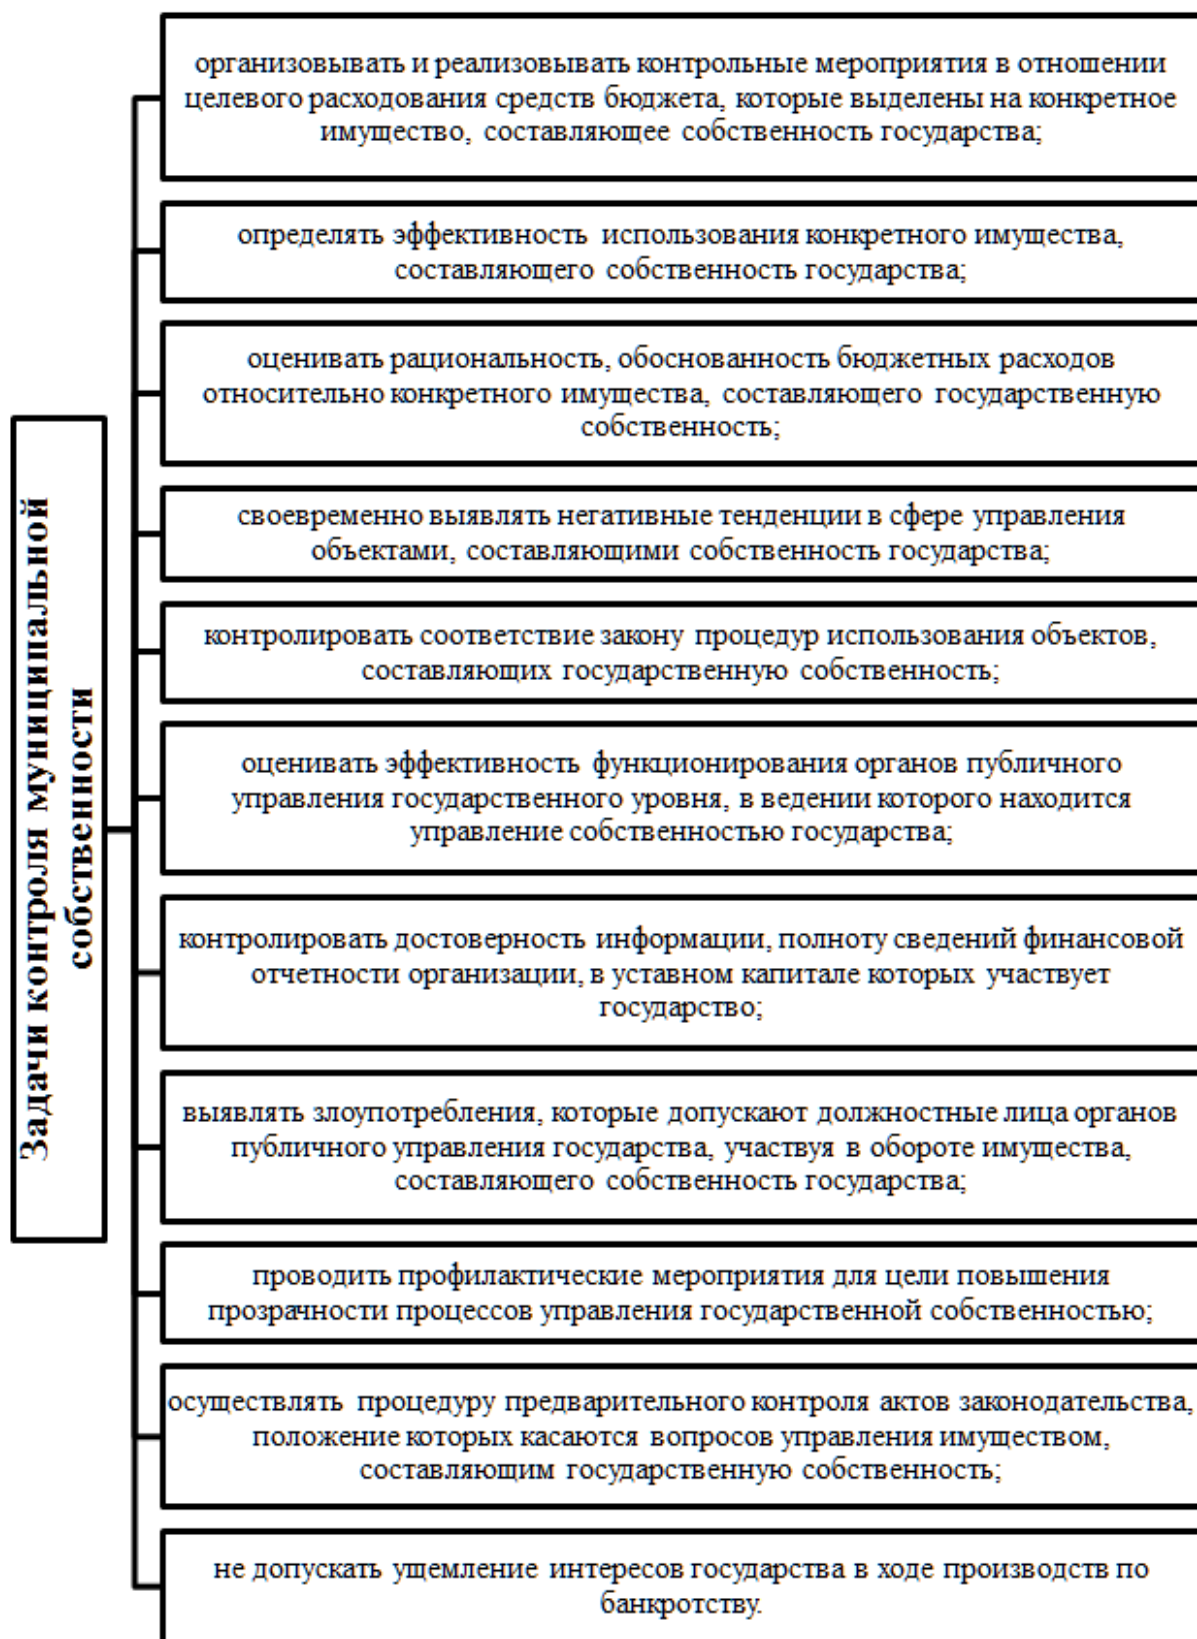 Задачи контроля муниципальной
собственности
организовывать и реализовывать контрольные мероприятия в отношении
целевого расходования средств бюджета, которые выделены на конкретное
имущество, составляющее собственность государства;
определять эффективность использования конкретного имущества,
составляющего собственность государства;
оценивать рациональность, обоснованность бюджетных расходов
относительно конкретного имущества, составляющего государственную
собственность;
своевременно выявлять негативные тенденции в сфере управления
объектами, составляющими собственность государства;
контролировать соответствие закону процедур использования объектов,
составляющих государственную собственность;
оценивать эффективность функционирования органов публичного
управления государственного уровня, в ведении которого находится
управление собственностью государства;
контролировать достоверность информации, полноту сведений финансовой
отчетности организации, в уставном капитале которых участвует
государство;
выявлять злоупотребления, которые допускают должностные лица органов
публичного управления государства, участвуя в обороте имущества,
составляющего собственность государства;
проводить профилактические мероприятия для цели повышения
прозрачности процессов управления государственной собственностью;
осуществлять процедуру предварительного контроля актов законодательства,
положение которых касаются вопросов управления имуществом,
составляющим государственную собственность;
не допускать ущемление интересов государства в ходе производств по
банкротству.